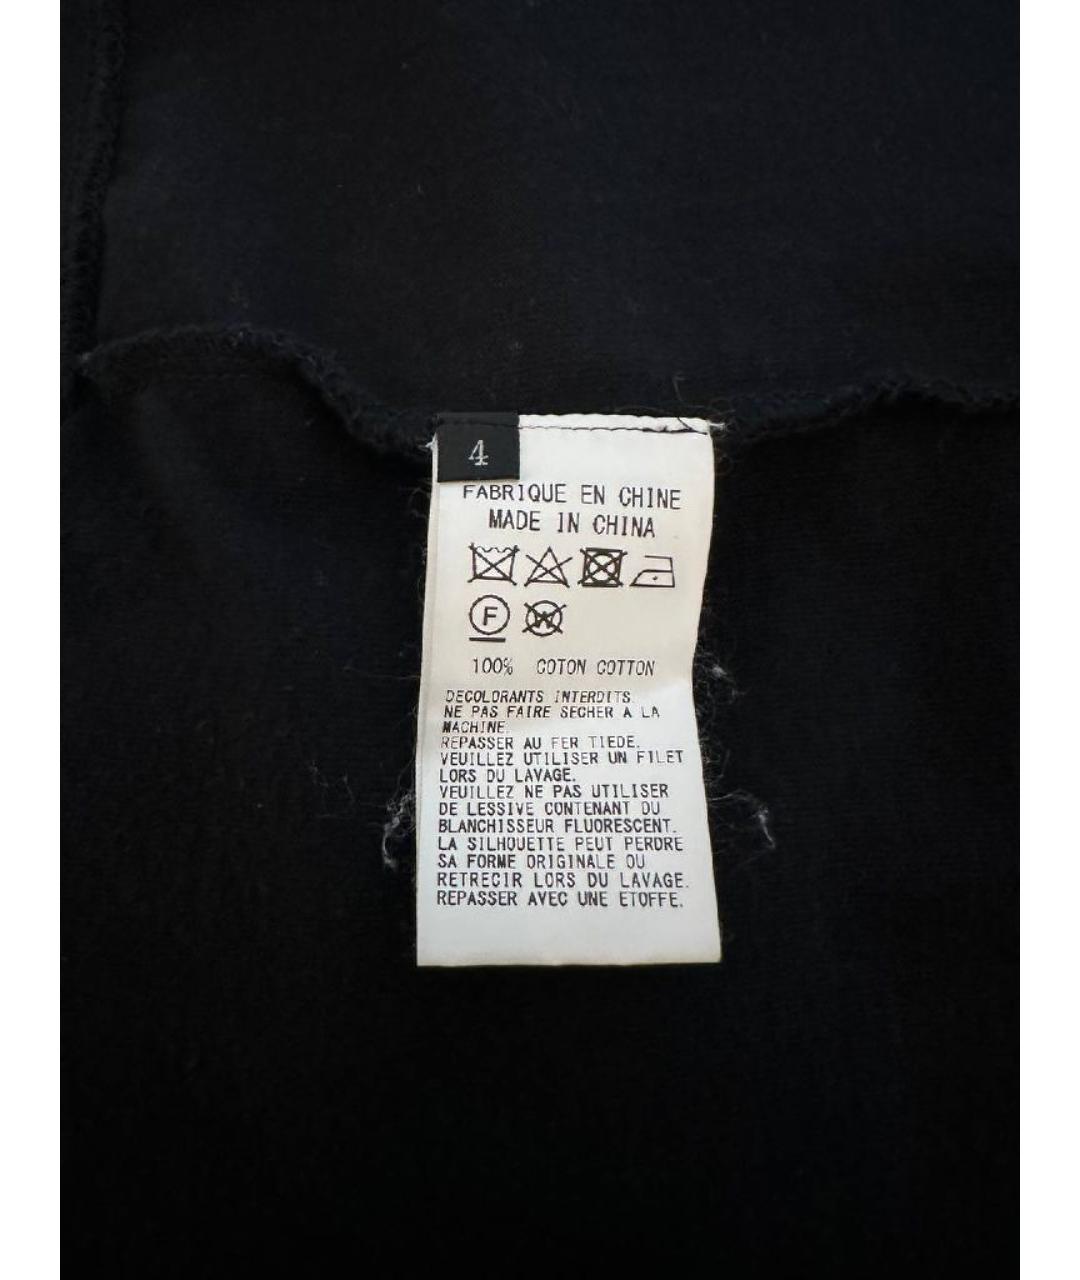 4
FABRIQUE EN CHINE
MADE IN CHINA
F W
100% COTON COTTON
DECOLORANTS INTERDITS.
NE PAS FAIRE SECHER A LA
MACHINE.
REPASSER AU FER TIEDE.
VEUILLEZ UTILISER UN FILET
LORS DU LAVAGE.
VEUILLEZ NE PAS UTILISER
DE LESSIVE CONTENANT DU
BLANCHISSEUR FLUORESCENT.
LA SILHOUETTE PEUT PERDRE
SA FORME ORIGINALE OU
RETRECIR LORS DU LAVAGE.
REPASSER AVEC UNE ETOFFE.